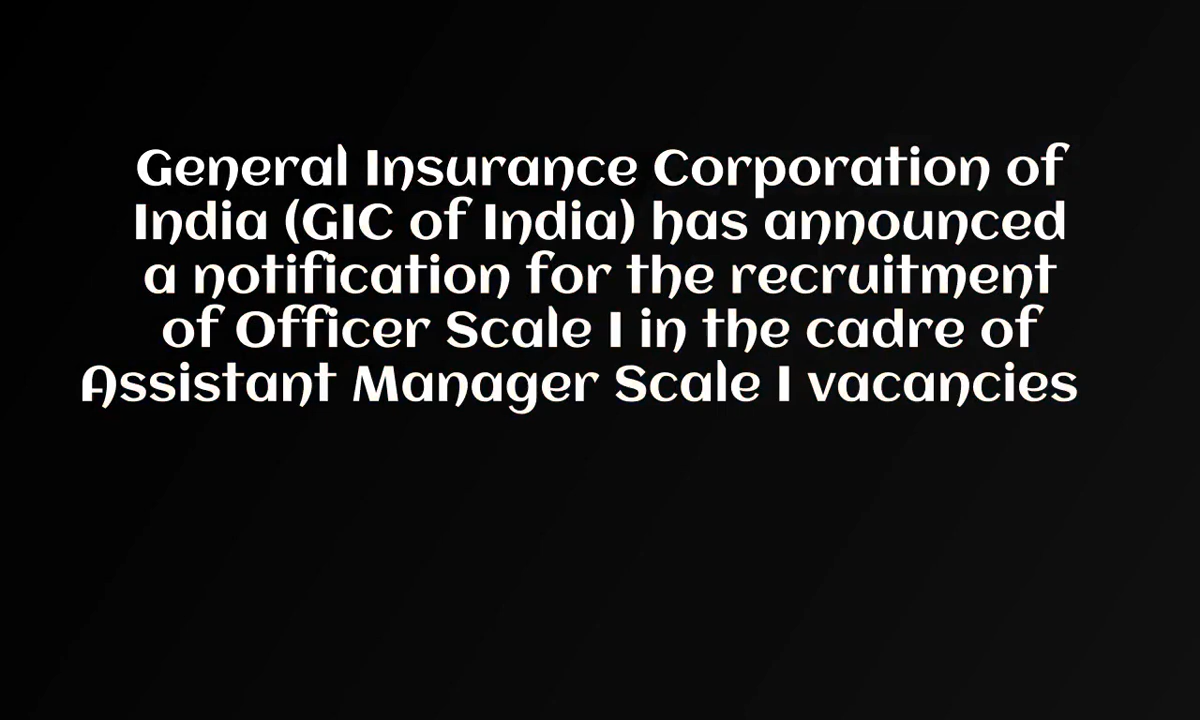 General Insurance Corporation of
India (GIC of India) has announced
a notification for the recruitment
of Officer Scale I in the cadre of
Assistant Manager Scale I vacancies